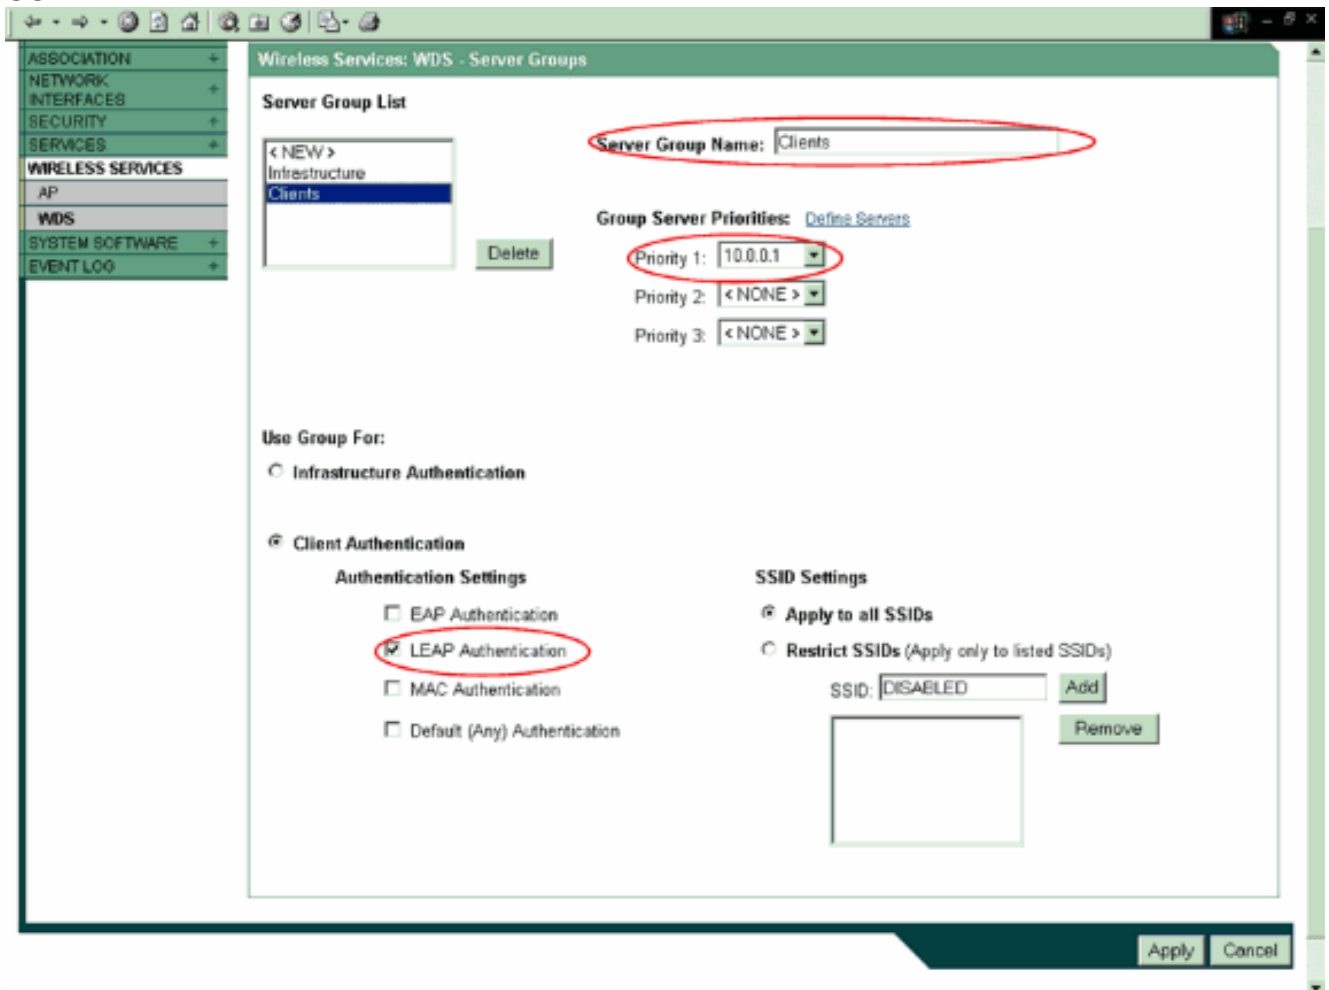 ASSOCIATION +
NETWORK
INTERFACES +
SECURITY +
SERVICES +
WIRELESS SERVICES
AP
WDS
SYSTEM SOFTWARE +
EVENT LOG +
Wireless Services: WDS - Server Groups
Server Group List
< NEW >
Infrastructure
Clients
Delete
Server Group Name: Clients
Group Server Priorities: Define Servers
Priority 1: 10.0.0.1
Priority 2: < NONE >
Priority 3: < NONE >
Use Group For:
Infrastructure Authentication
Client Authentication
Authentication Settings
EAP Authentication
LEAP Authentication
MAC Authentication
Default (Any) Authentication
SSID Settings
Apply to all SSIDs
Restrict SSIDs (Apply only to listed SSIDs)
SSID: DISABLED Add
Remove
Apply Cancel